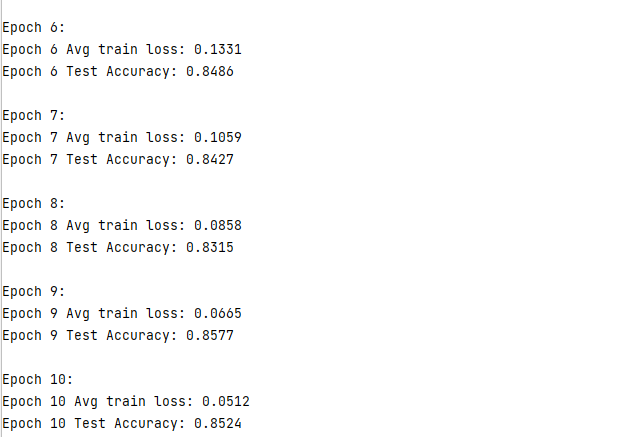 Epoch 6:
Epoch 6 Avg train loss: 0.1331
Epoch 6 Test Accuracy: 0.8486
Epoch 7:
Epoch 7 Avg train loss: 0.1059
Epoch 7 Test Accuracy: 0.8427
Epoch 8:
Epoch 8 Avg train loss: 0.0858
Epoch 8 Test Accuracy: 0.8315
Epoch 9:
Epoch 9 Avg train loss: 0.0665
Epoch 9 Test Accuracy: 0.8577
Epoch 10:
Epoch 10 Avg train loss: 0.0512
Epoch 10 Test Accuracy: 0.8524